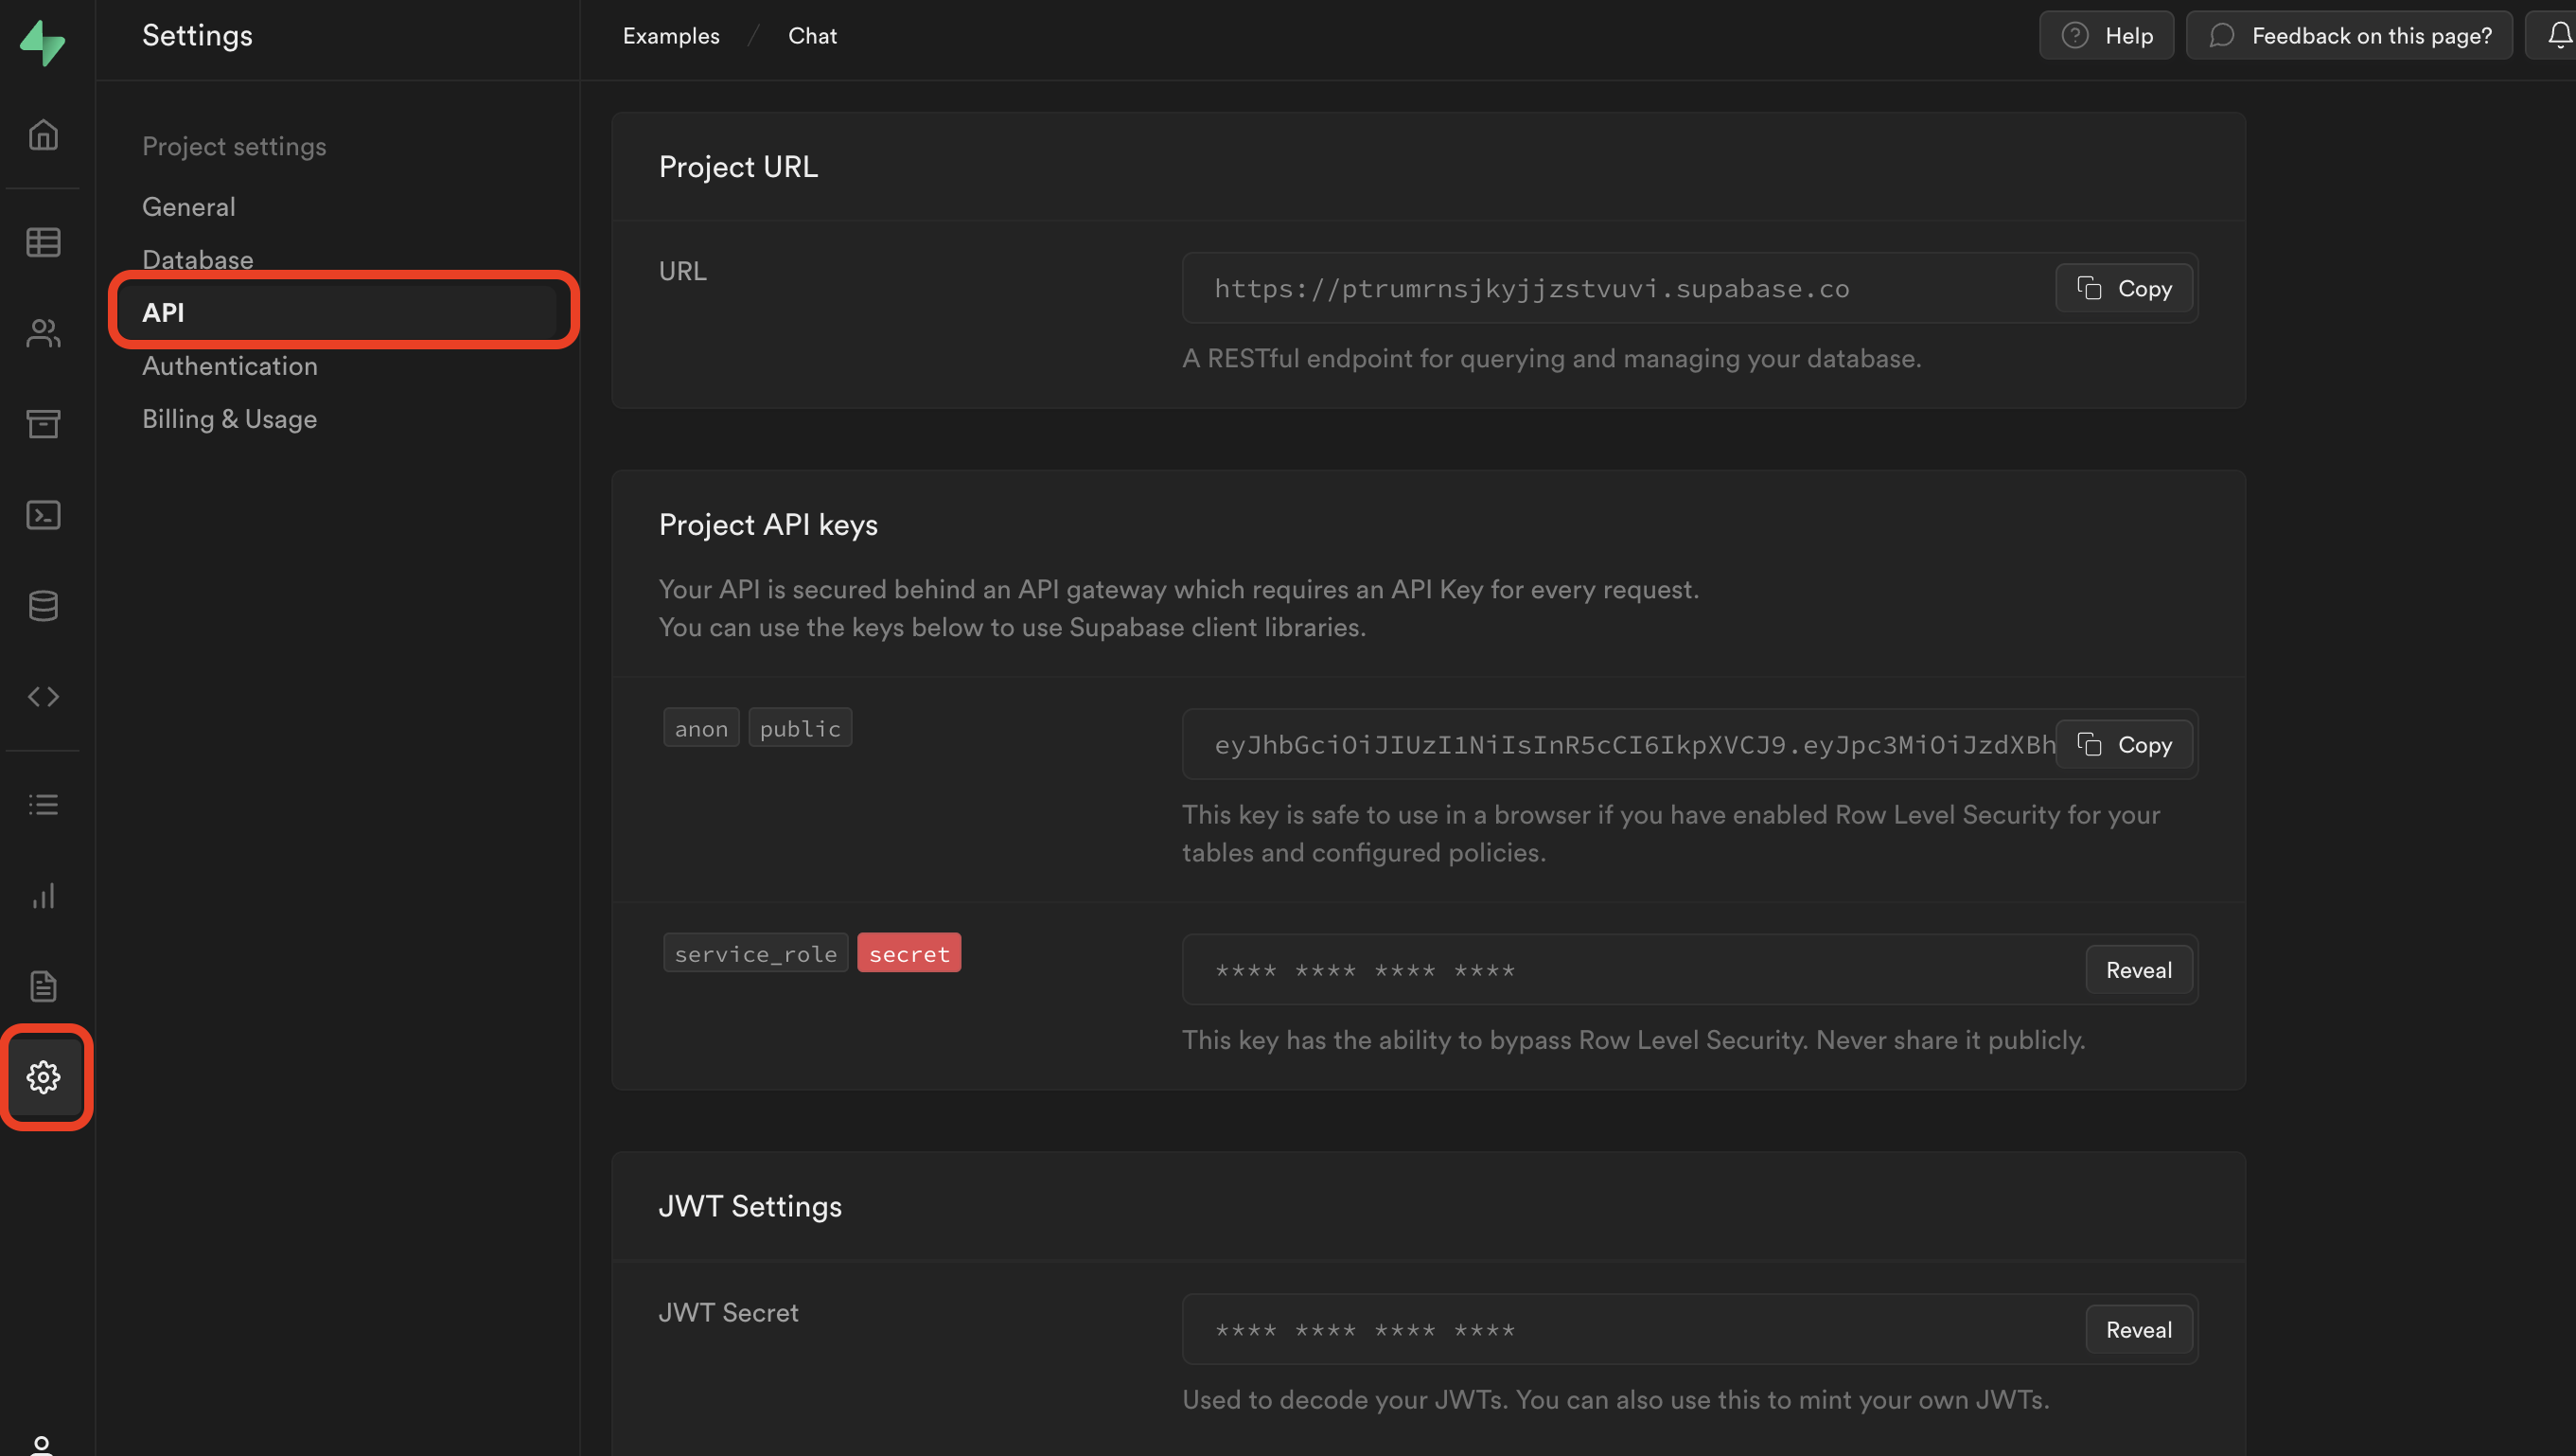 Settings
Examples / Chat
Help
Feedback on this page?
Project settings
General
Database
API
Authentication
Billing & Usage
Project URL
URL
https://ptrumrnsjkyjjzstvuvi.supabase.co
Copy
A RESTful endpoint for querying and managing your database.
Project API keys
Your API is secured behind an API gateway which requires an API Key for every request.
You can use the keys below to use Supabase client libraries.
anon public
eyJhbGciOiJIUzI1NiIsInR5cCI6IkpXVCJ9.eyJpc3MiOiJzdXBh
Copy
This key is safe to use in a browser if you have enabled Row Level Security for your
tables and configured policies.
service_role secret
**** **** **** ****
Reveal
This key has the ability to bypass Row Level Security. Never share it publicly.
JWT Settings
JWT Secret
**** **** **** ****
Reveal
Used to decode your JWTs. You can also use this to mint your own JWTs.